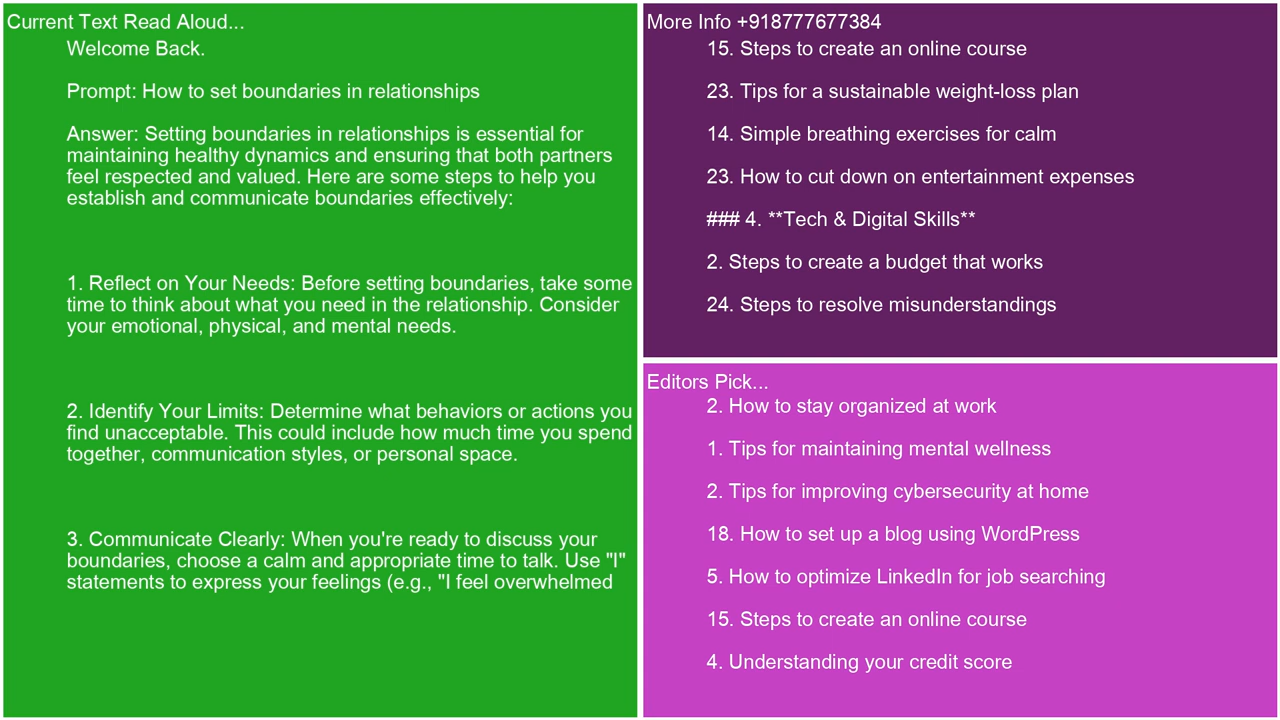 Current Text Read Aloud...
Welcome Back.
Prompt: How to set boundaries in relationships
Answer: Setting boundaries in relationships is essential for
maintaining healthy dynamics and ensuring that both partners
feel respected and valued. Here are some steps to help you
establish and communicate boundaries effectively:
1. Reflect on Your Needs: Before setting boundaries, take some
time to think about what you need in the relationship. Consider
your emotional, physical, and mental needs.
2. Identify Your Limits: Determine what behaviors or actions you
find unacceptable. This could include how much time you spend
together, communication styles, or personal space.
3. Communicate Clearly: When you're ready to discuss your
boundaries, choose a calm and appropriate time to talk. Use "I"
statements to express your feelings (e.g., "I feel overwhelmed
More Info +918777677384
15. Steps to create an online course
23. Tips for a sustainable weight-loss plan
14. Simple breathing exercises for calm
23. How to cut down on entertainment expenses
### 4. **Tech & Digital Skills**
2. Steps to create a budget that works
24. Steps to resolve misunderstandings
Editors Pick...
2. How to stay organized at work
1. Tips for maintaining mental wellness
2. Tips for improving cybersecurity at home
18. How to set up a blog using WordPress
5. How to optimize LinkedIn for job searching
15. Steps to create an online course
4. Understanding your credit score